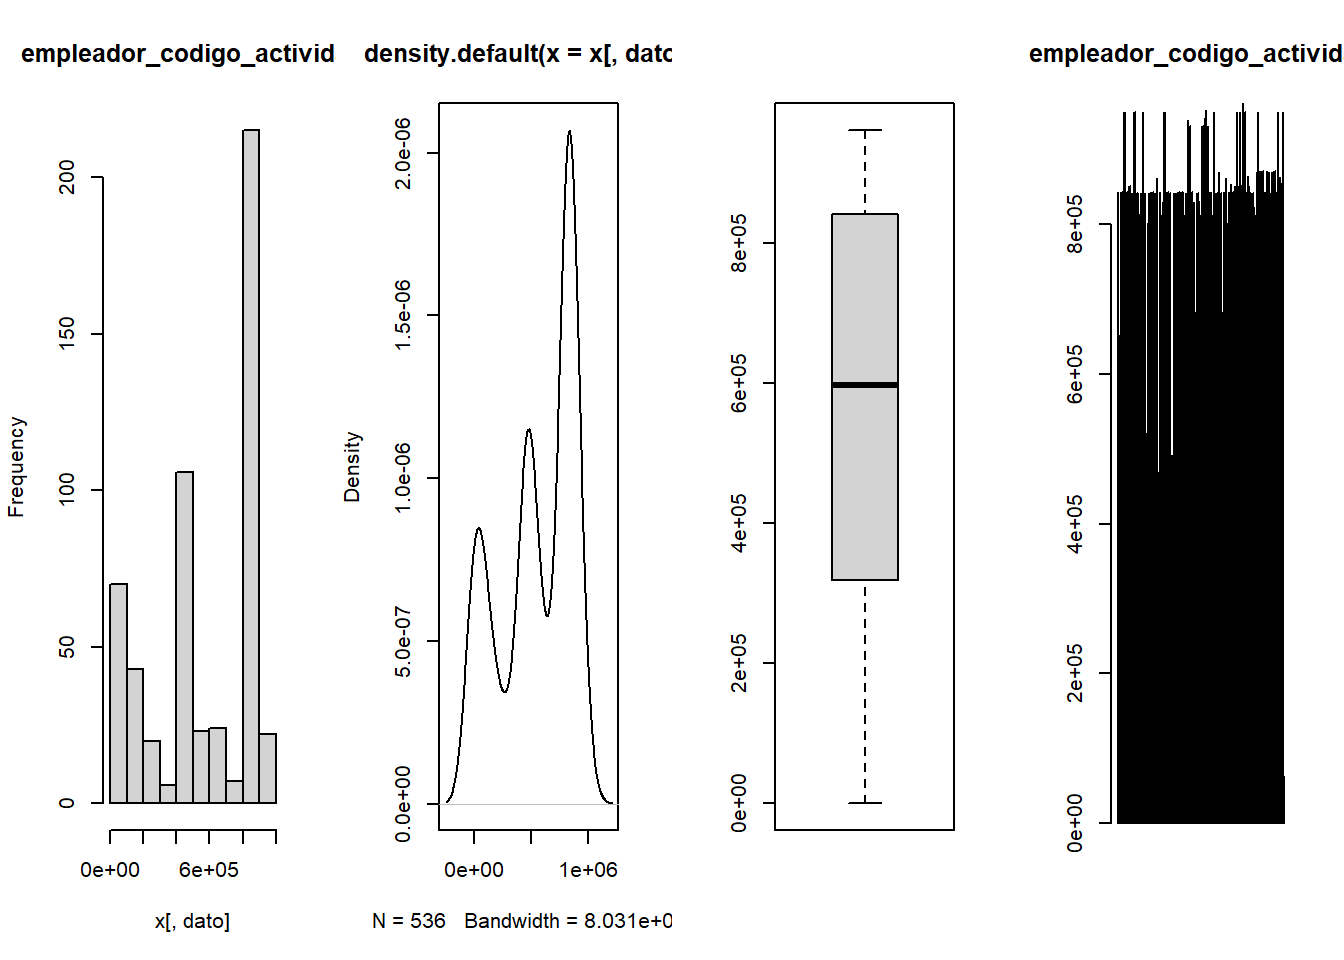 empleador_codigo_activid
Frequency
200
150
100
50
0
0e+00 6e+05
x[, dato]
density.default(x = x[, dato
Density
2.0e-06
1.5e-06
1.0e-06
5.0e-07
0.0e+00
0e+00 1e+06
N = 536 Bandwidth = 8.031e+0
8e+05
6e+05
4e+05
2e+05
0e+00
empleador_codigo_activid
8e+05
6e+05
4e+05
2e+05
0e+00